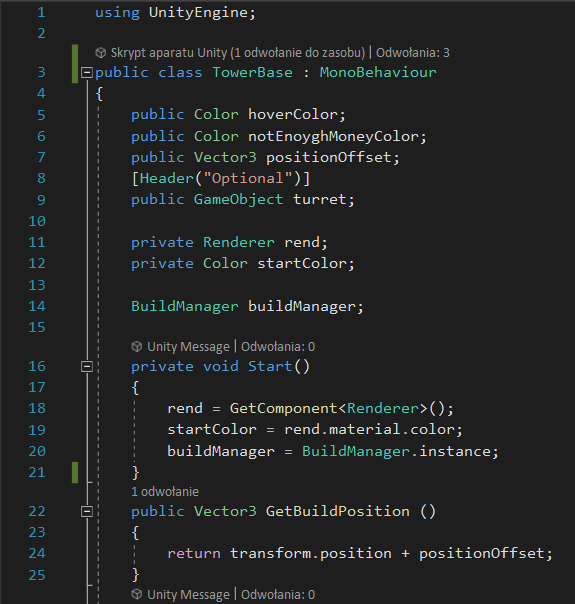 1 using UnityEngine;
2
Skrypt aparatu Unity (1 odwołanie do zasobu) | Odwołania: 3
3 public class TowerBase : MonoBehaviour
4 {
5 public Color hoverColor;
6 public Color notEnoyghMoneyColor;
7 public Vector3 positionOffset;
8 [Header("Optional")]
9 public GameObject turret;
10
11 private Renderer rend;
12 private Color startColor;
13
14 BuildManager buildManager;
15
Unity Message | Odwołania: 0
16 private void Start()
17 {
18 rend = GetComponent<Renderer>();
19 startColor = rend.material.color;
20 buildManager = BuildManager.instance;
21 }
1 odwołanie
22 public Vector3 GetBuildPosition ()
23 {
24 return transform.position + positionOffset;
25 }
Unity Message | Odwołania: 0